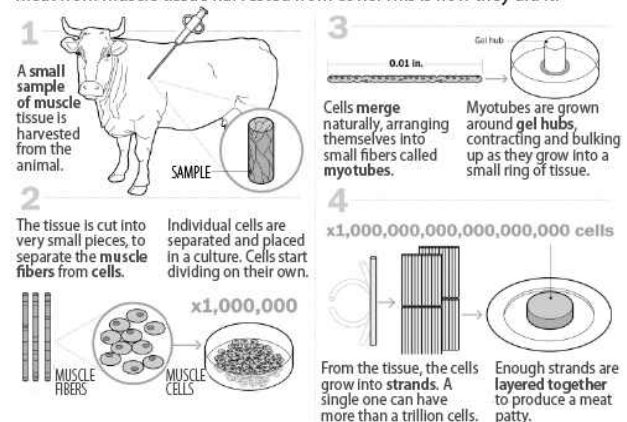 meat from muscle tissue harvested from This is how they did it.
1
A small
sample
of muscle
tissue is
harvested
from the
animal.
SAMPLE
2
The tissue is cut into
very small pieces, to
separate the muscle
fibers from cells.
Individual cells are
separated and placed
in a culture. Cells start
dividing on their own.
x1,000,000
MUSCLE
FIBERS
MUSCLE
CELLS
3
Gel hub
0.01 in.
Cells merge
naturally, arranging
themselves into
small fibers called
myotubes.
Myotubes are grown
around gel hubs,
contracting and bulking
up as they grow into a
small ring of tissue.
4
x1,000,000,000,000,000,000 cells
From the tissue, the cells
grow into strands. A
single one can have
more than a trillion cells.
Enough strands are
layered together
to produce a meat
patty.